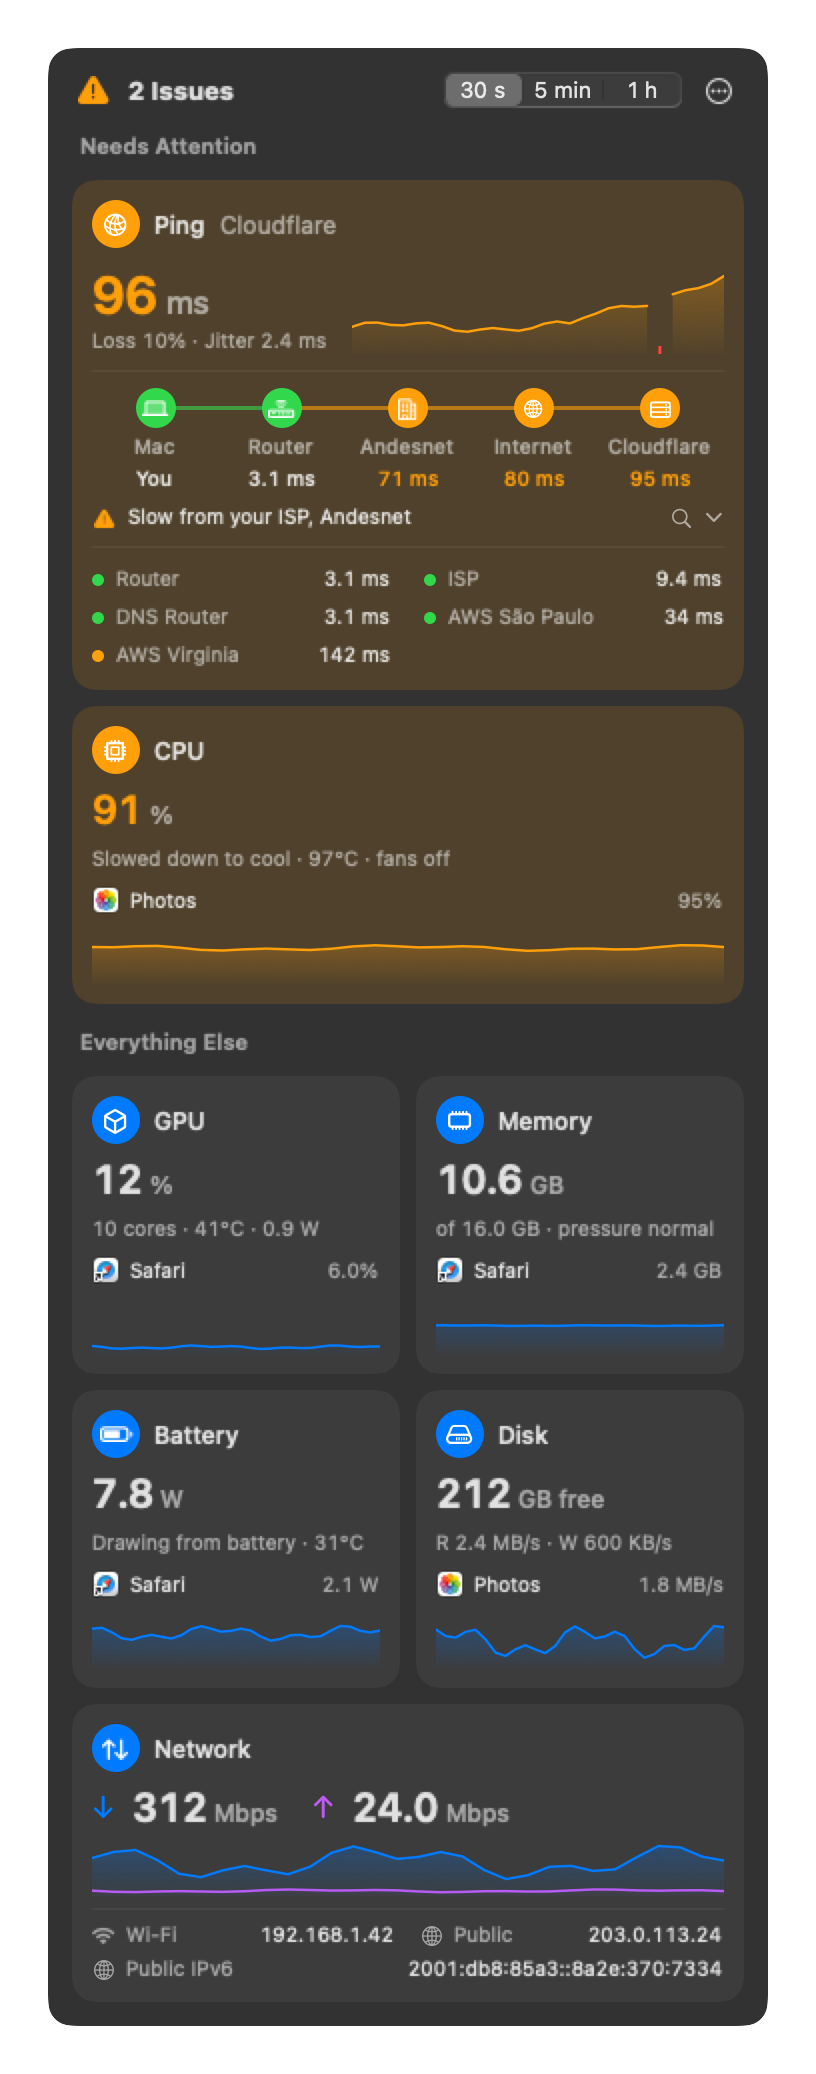 2 Issues
30 s 5 min 1 h
Needs Attention
Ping Cloudflare
96 ms
Loss 10% · Jitter 2.4 ms
Mac Router Andesnet Internet Cloudflare
You 3.1 ms 71 ms 80 ms 95 ms
Slow from your ISP, Andesnet
Router 3.1 ms ISP 9.4 ms
DNS Router 3.1 ms AWS São Paulo 34 ms
AWS Virginia 142 ms
CPU
91 %
Slowed down to cool · 97°C · fans off
Photos 95%
Everything Else
GPU
12 %
10 cores · 41°C · 0.9 W
Safari 6.0%
Memory
10.6 GB
of 16.0 GB · pressure normal
Safari 2.4 GB
Battery
7.8 W
Drawing from battery · 31°C
Safari 2.1 W
Disk
212 GB free
R 2.4 MB/s · W 600 KB/s
Photos 1.8 MB/s
Network
↓ 312 Mbps ↑ 24.0 Mbps
Wi-Fi 192.168.1.42 Public 203.0.113.24
Public IPv6 2001:db8:85a3::8a2e:370:7334